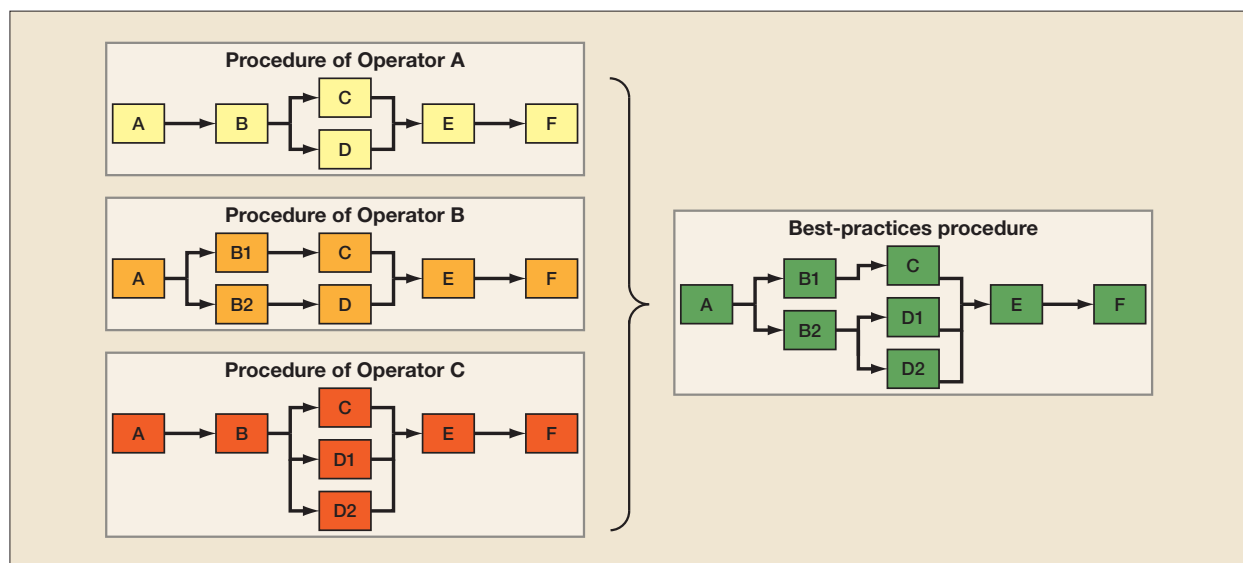 Procedure of Operator A
A
B
C
D
E
F
Procedure of Operator B
A
B1
C
B2
D
E
F
Procedure of Operator C
A
B
C
D1
D2
E
F
Best-practices procedure
A
B1
C
B2
D1
D2
E
F